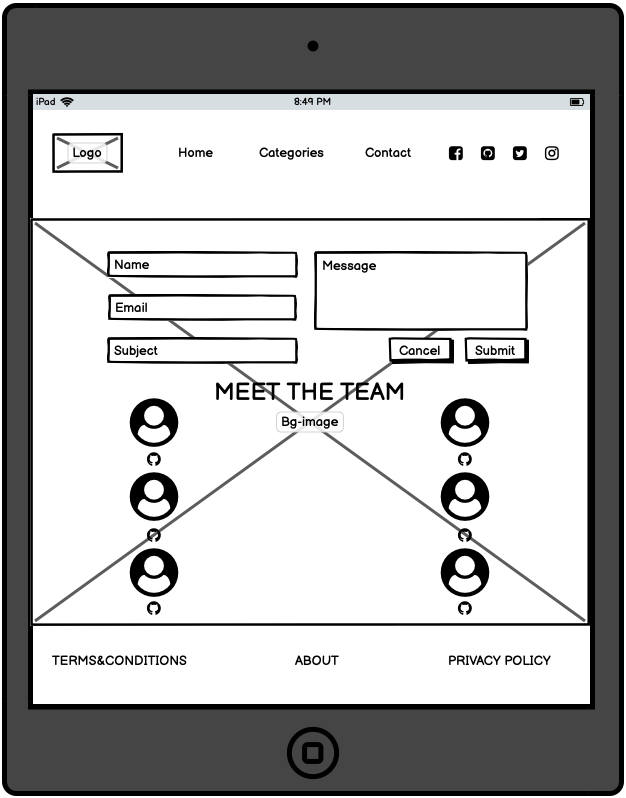 iPad 8:49 PM
Logo Home Categories Contact
Name
Message
Email
Subject
Cancel Submit
MEET THE TEAM
Bg-image
TERMS&CONDITIONS ABOUT PRIVACY POLICY